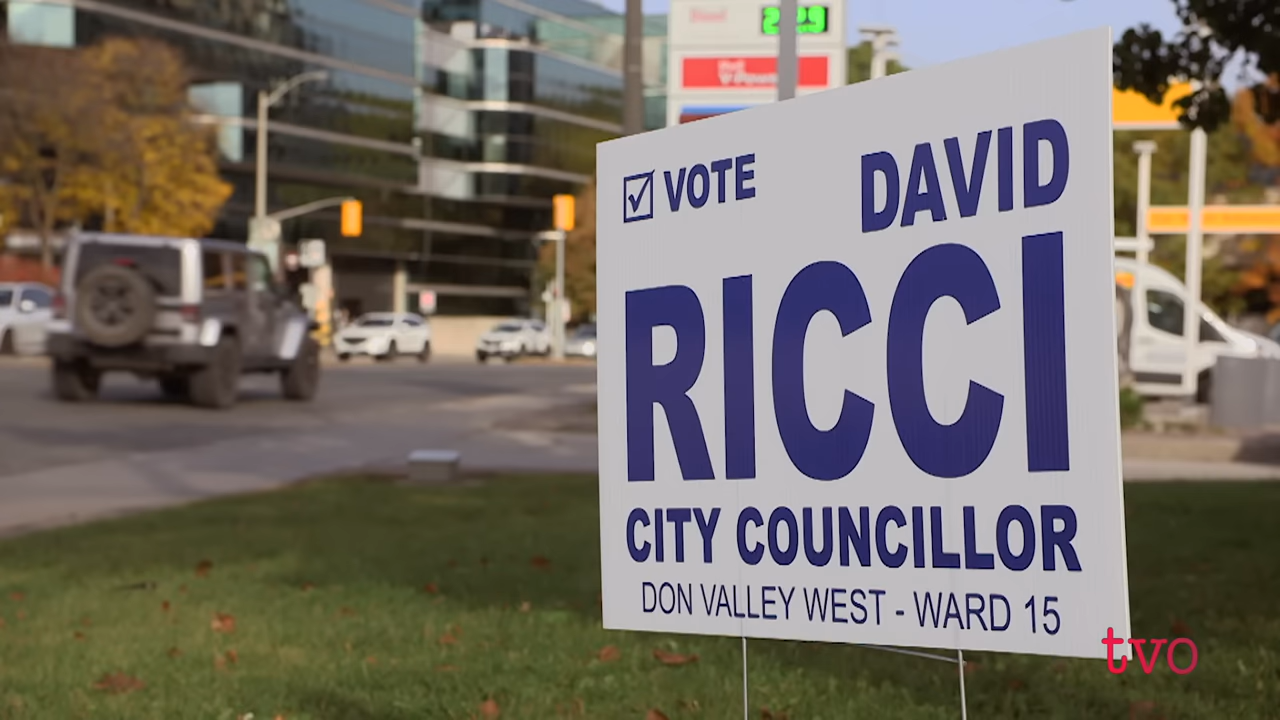 VOTE
DAVID
RICCI
CITY COUNCILLOR
DON VALLEY WEST - WARD 15
tvo